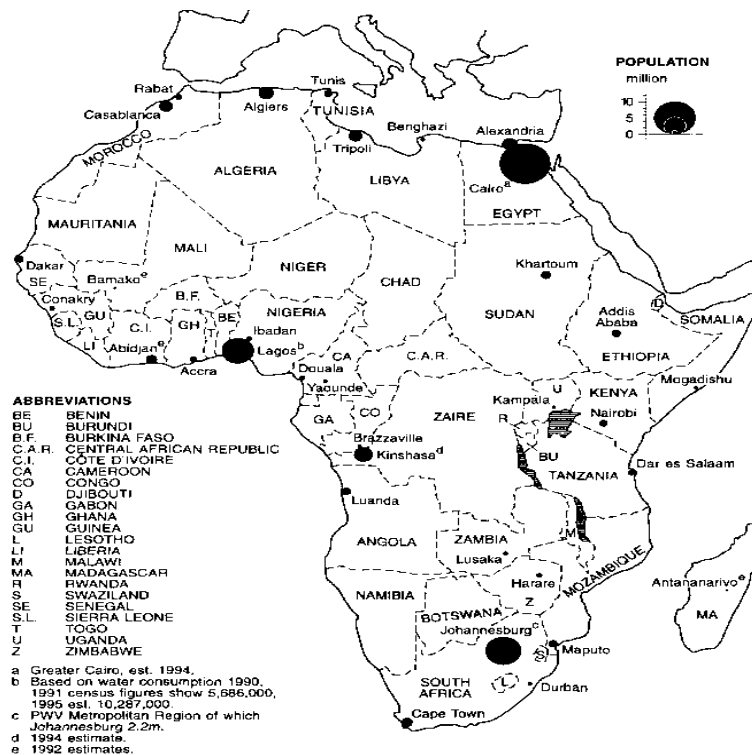 POPULATION
million
10
5
0
Rabat
Casablanca
Algiers
Tunis
TUNISIA
Tripoli
Benghazi
Alexandria
Cairo a
MOROCCO
ALGERIA
LIBYA
EGYPT
MAURITANIA
MALI
NIGER
CHAD
SUDAN
Khartoum
Dakar
SE
Bamako e
Conakry
GU
S.L.
LI
C.I.
B.F.
GH
T
BE
NIGERIA
Ibadan
Lagos b
Abidjan e
Accra
D
SOMALIA
Addis
Ababa
ETHIOPIA
Mogadishu
CA
C.A.R.
Douala
Yaounde
GA
CO
ZAIRE
Brazzaville
Kinshasa d
U
KENYA
Kampala
Nairobi
R
BU
TANZANIA
Dar es Salaam
Luanda
ANGOLA
ZAMBIA
Lusaka
M
MOZAMBIQUE
Harare
Z
NAMIBIA
BOTSWANA
Johannesburg c
Antananarivo e
MA
S
Maputo
SOUTH
AFRICA
L
Durban
Cape Town
ABBREVIATIONS
BE BENIN
BU BURUNDI
B.F. BURKINA FASO
C.A.R. CENTRAL AFRICAN REPUBLIC
C.I. CÔTE D'IVOIRE
CA CAMEROON
CO CONGO
D DJIBOUTI
GA GABON
GH GHANA
GU GUINEA
L LESOTHO
LI LIBERIA
M MALAWI
MA MADAGASCAR
R RWANDA
S SWAZILAND
SE SENEGAL
S.L. SIERRA LEONE
T TOGO
U UGANDA
Z ZIMBABWE
a Greater Cairo, est. 1994,
b Based on water consumption 1990,
1991 census figures show 5,686,000,
1995 est. 10,287,000.
c PWV Metropolitan Region of which
Johannesburg 2.2m.
d 1994 estimate.
e 1992 estimates.